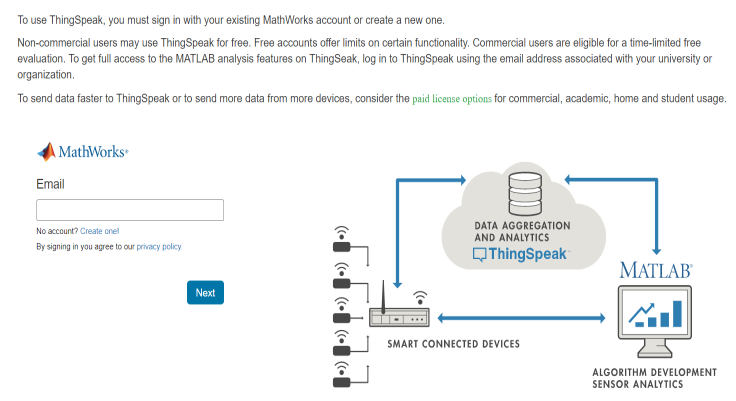 To use ThingSpeak, you must sign in with your existing MathWorks account or create a new one.
Non-commercial users may use ThingSpeak for free. Free accounts offer limits on certain functionality. Commercial users are eligible for a time-limited free
evaluation. To get full access to the MATLAB analysis features on ThingSeak, log in to ThingSpeak using the email address associated with your university or
organization.
To send data faster to ThingSpeak or to send more data from more devices, consider the paid license options for commercial, academic, home and student usage.
MathWorks®
Email
No account? Create one!
By signing in you agree to our privacy policy
Next
DATA AGGREGATION
AND ANALYTICS
ThingSpeak™
MATLAB®
SMART CONNECTED DEVICES
ALGORITHM DEVELOPMENT
SENSOR ANALYTICS